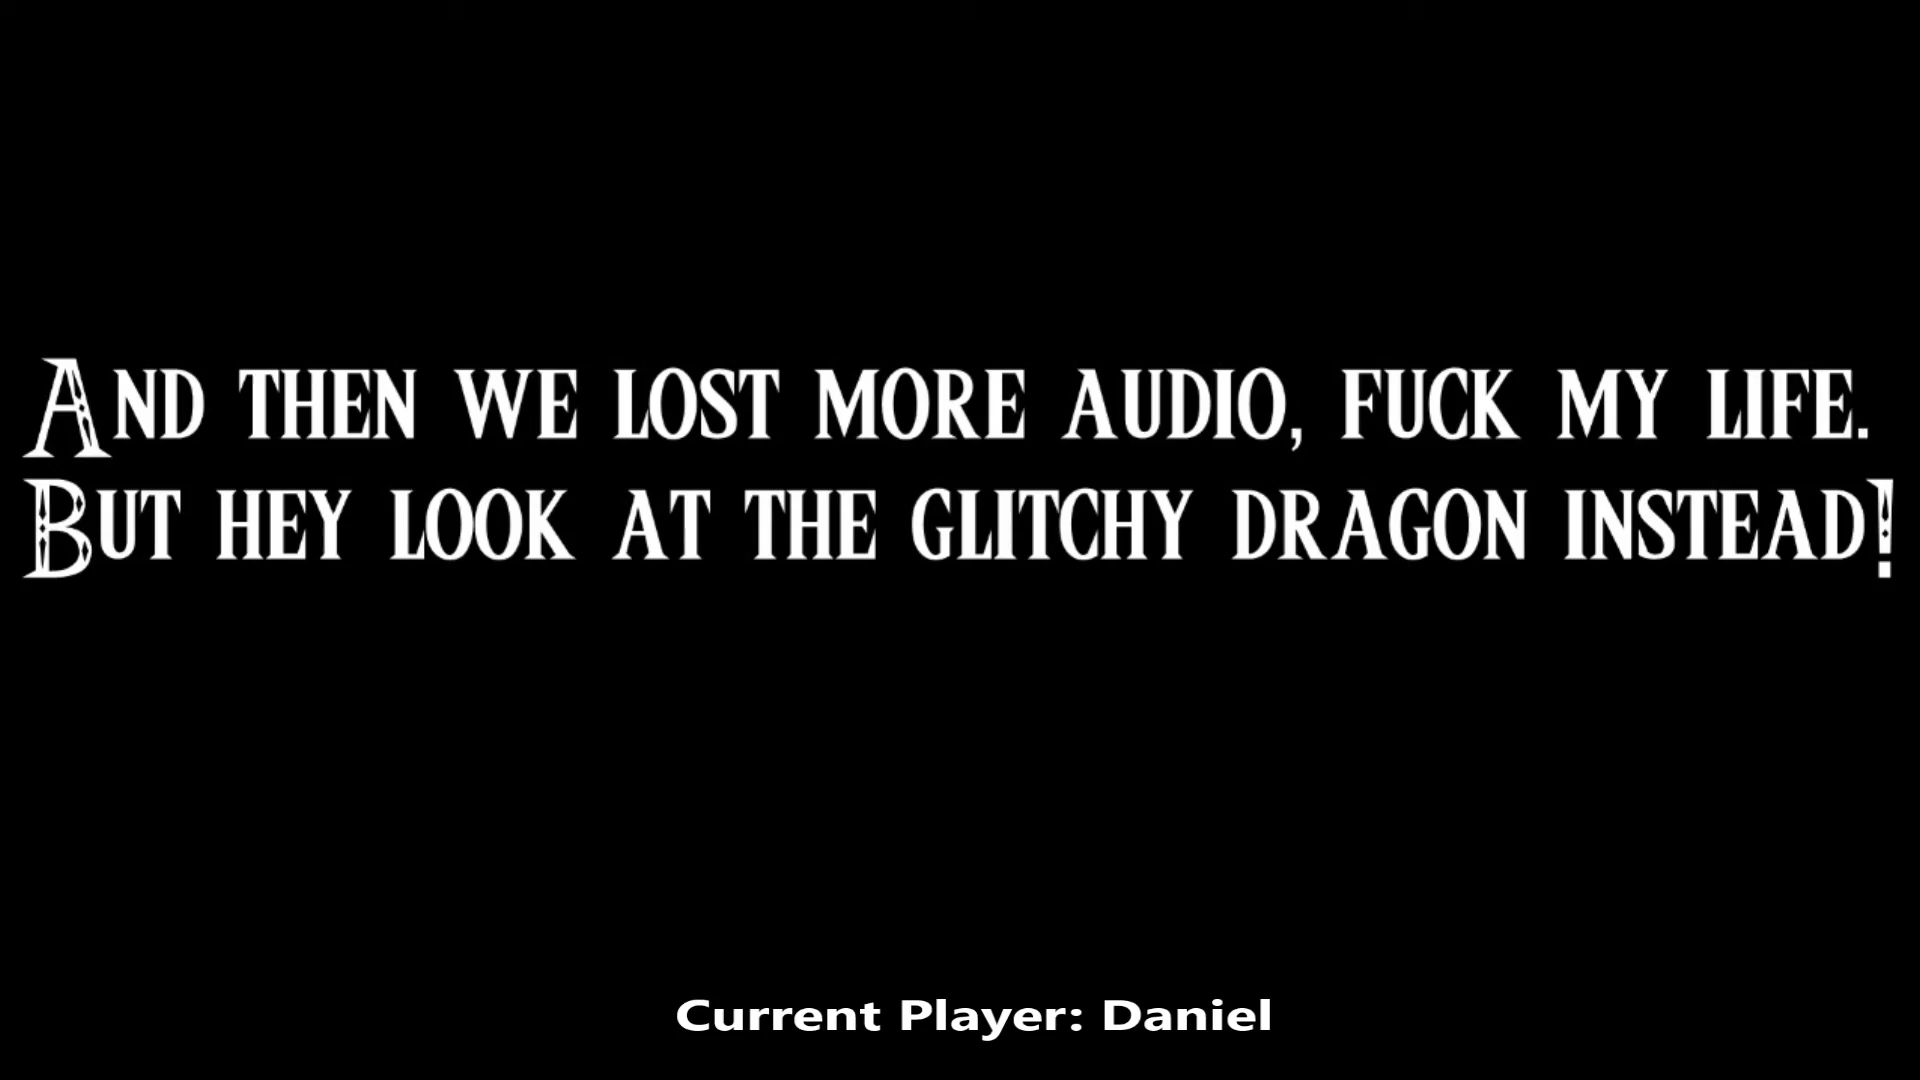 And then we lost more audio, fuck my life.
But hey look at the glitchy dragon instead!
Current Player: Daniel